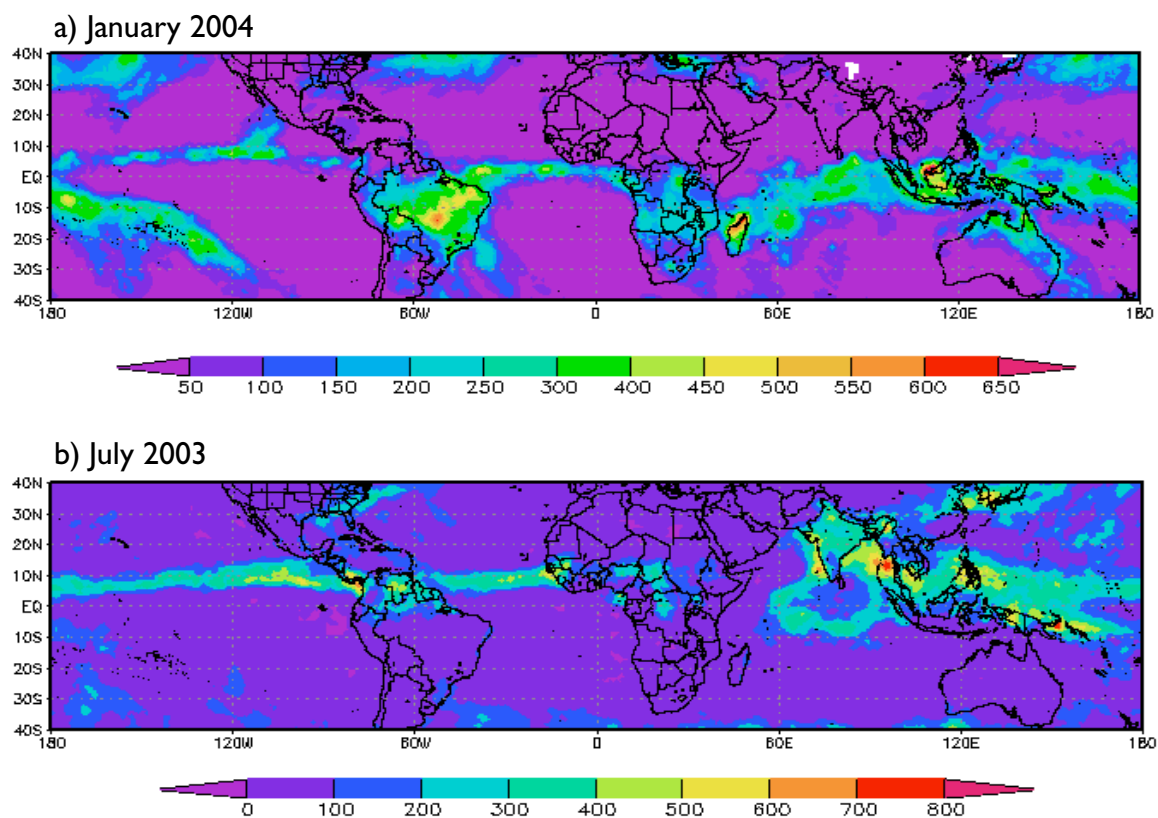 a) January 2004
40N
30N
20N
10N
EQ
10S
20S
30S
40S
180 120W 60W 0 60E 120E 180
50 100 150 200 250 300 400 450 500 550 600 650
b) July 2003
40N
30N
20N
10N
EQ
10S
20S
30S
40S
180 120W 60W 0 60E 120E 180
0 100 200 300 400 500 600 700 800